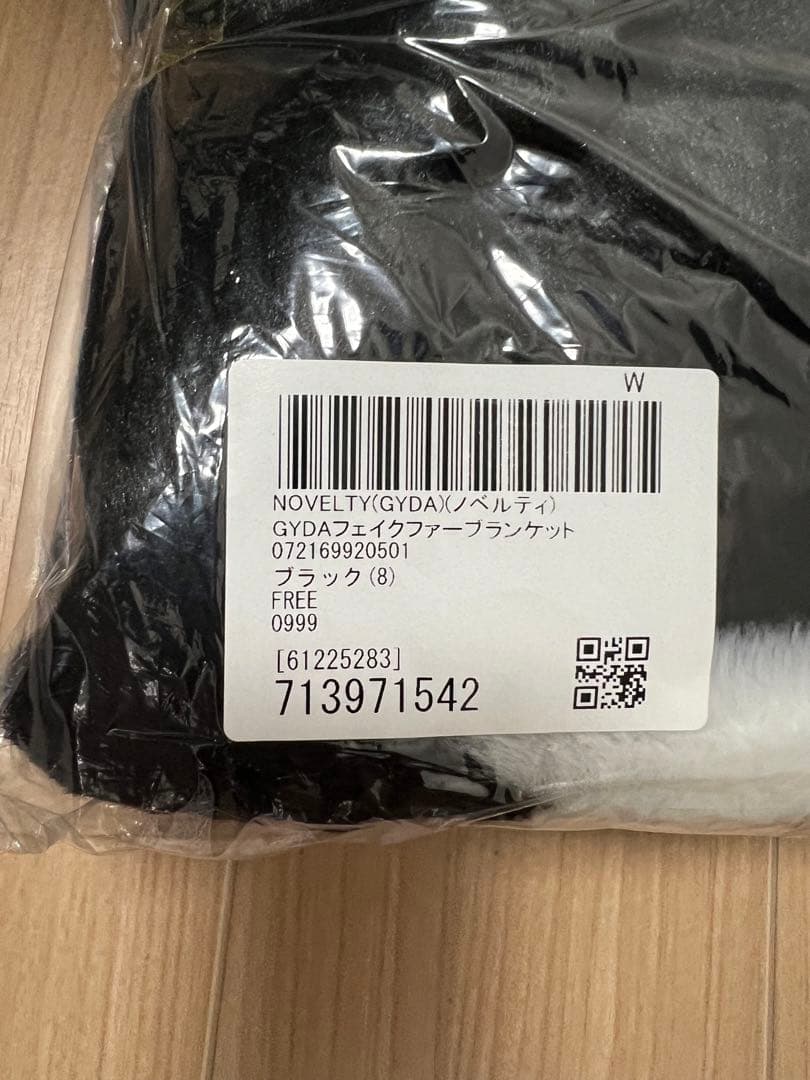 W
NOVELTY(GYDA)(ノベルティ)
GYDAフェイクファーブランケット
072169920501
ブラック(8)
FREE
0999
[61225283]
713971542